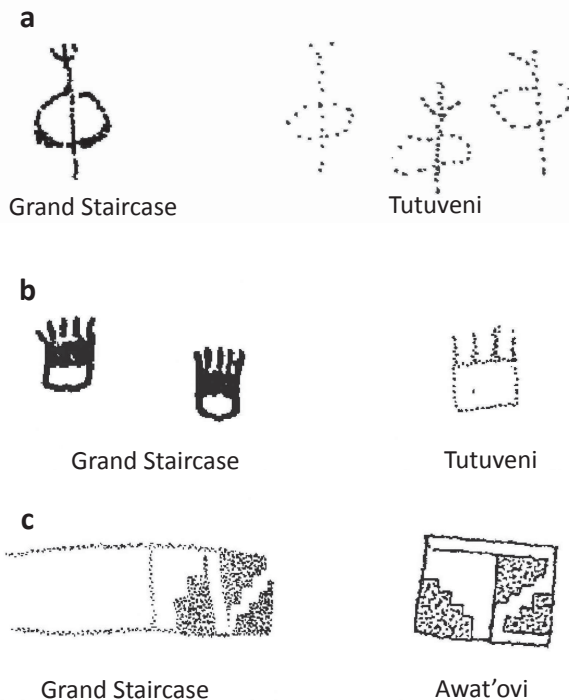 a
Grand Staircase Tutuveni
b
Grand Staircase Tutuveni
c
Grand Staircase Awat’ovi